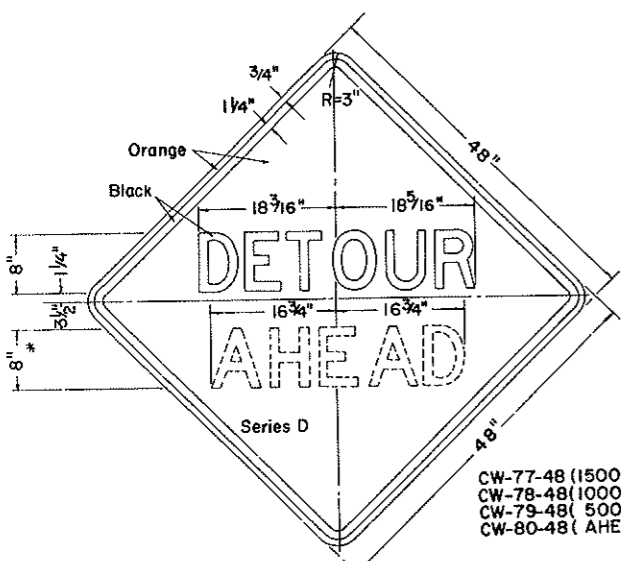 3/4"
1 1/4"
R=3"
48"
Orange
Black
18 3/16" 18 5/16"
8"
1 1/4"
DETOUR
3 1/2"
16 3/4" 16 3/4"
8" *
AHEAD
Series D
48"
CW-77-48 (1500
CW-78-48 (1000
CW-79-48 ( 500
CW-80-48 ( AHE